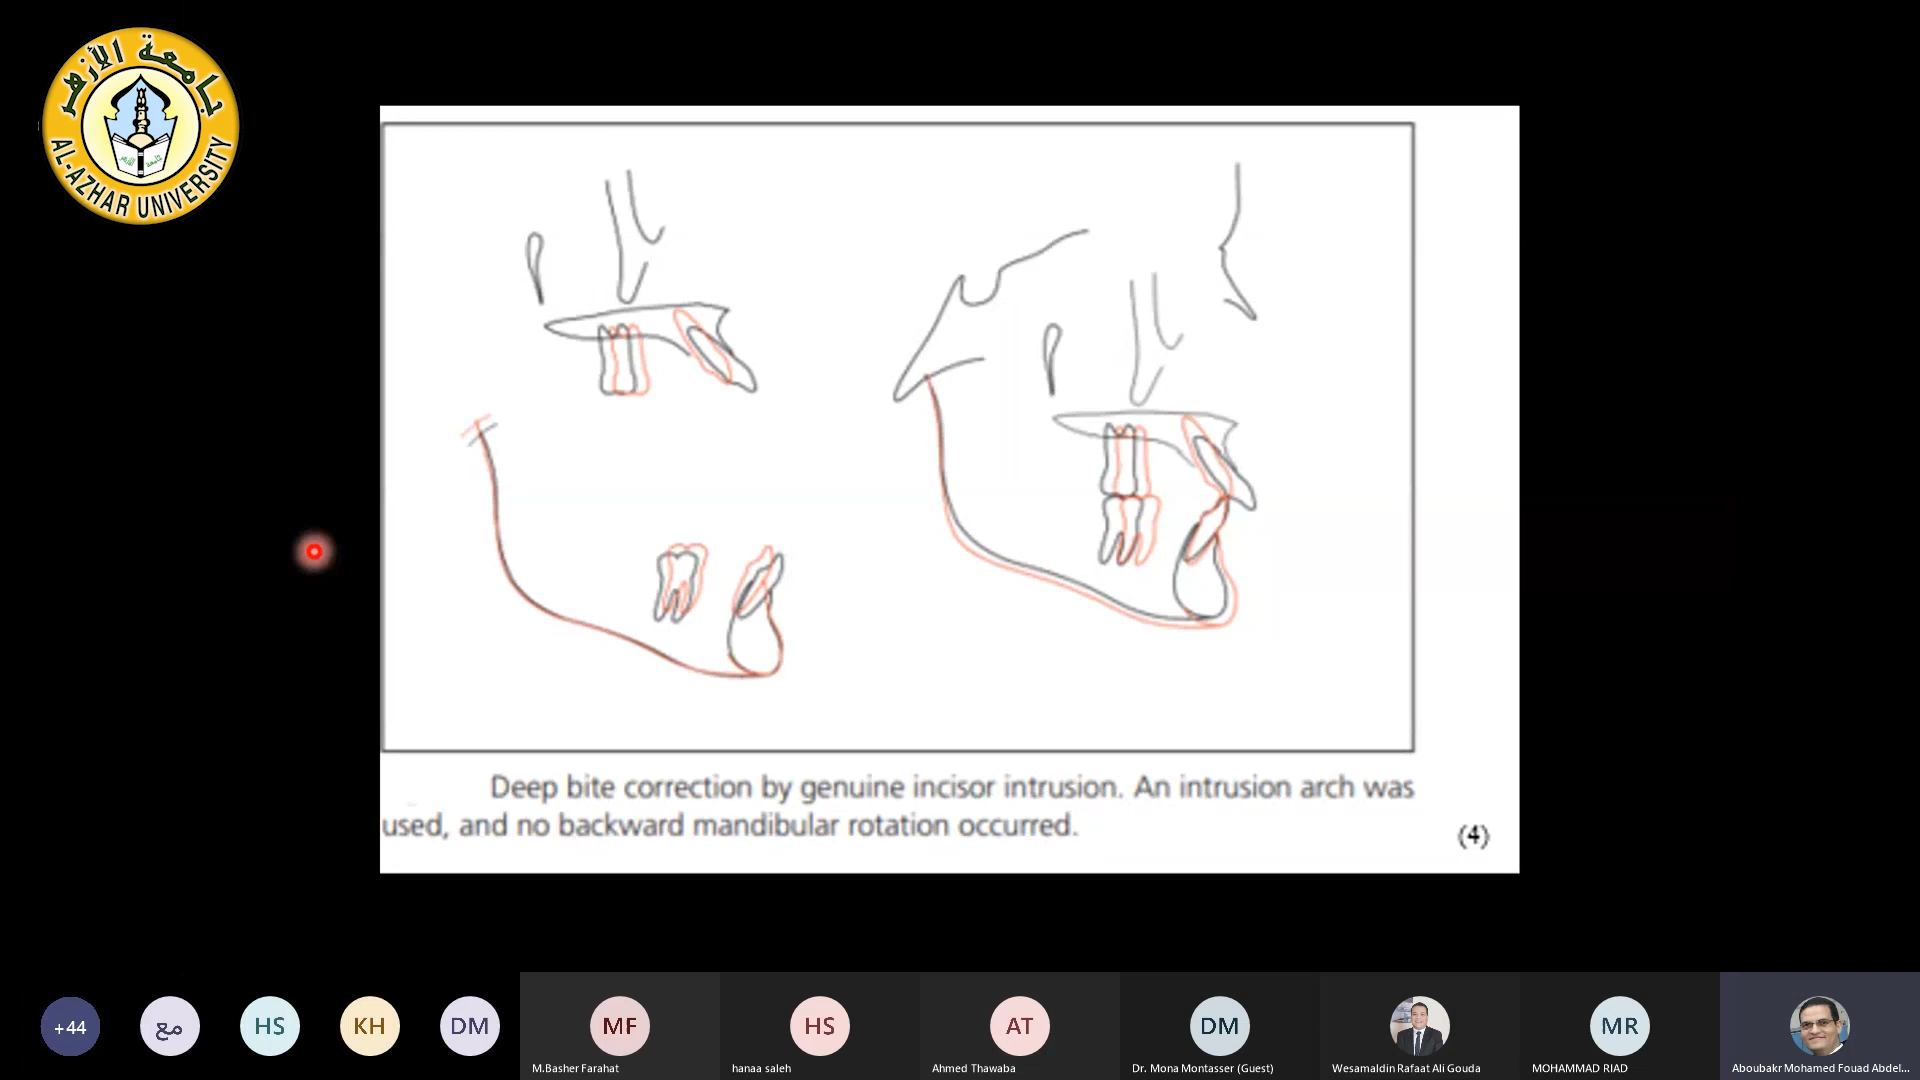 جامعة الأزهر
AL-AZHAR UNIVERSITY
Deep bite correction by genuine incisor intrusion. An intrusion arch was
used, and no backward mandibular rotation occurred.
(4)
+44
مع
HS
KH
DM
MF
HS
AT
DM
MR
M.Basher Farahat
hanaa saleh
Ahmed Thawaba
Dr. Mona Montasser (Guest)
Wesamaldin Rafaat Ali Gouda
MOHAMMAD RIAD
Aboubakr Mohamed Fouad Abdel...